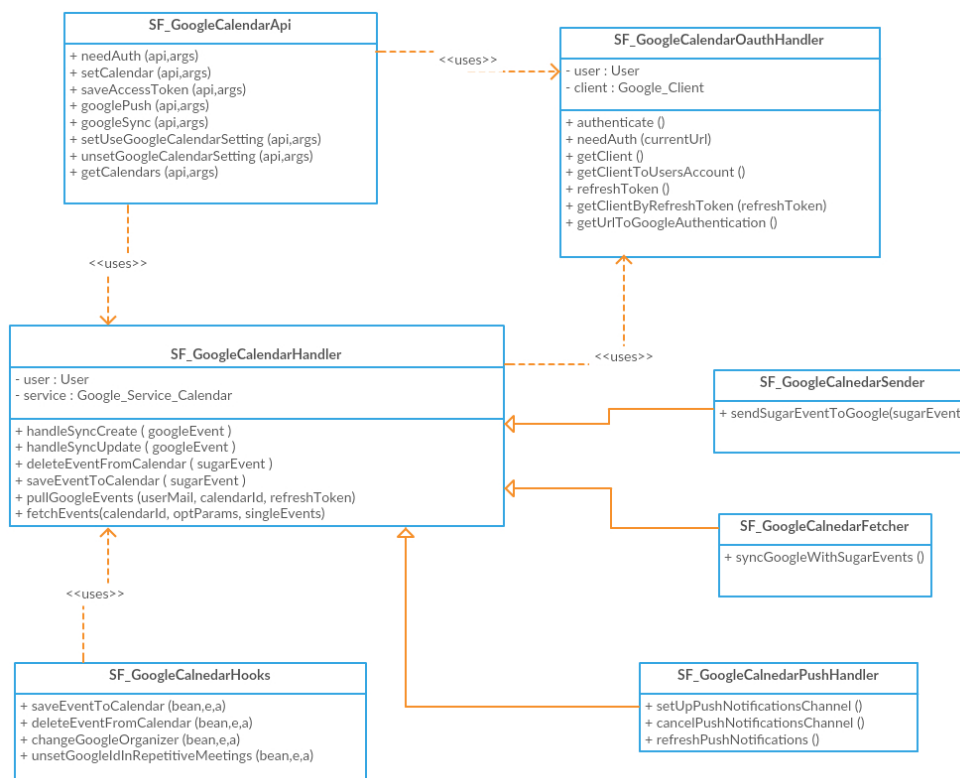 SF_GoogleCalendarApi
+ needAuth (api,args)
+ setCalendar (api,args)
+ saveAccessToken (api,args)
+ googlePush (api,args)
+ googleSync (api,args)
+ setUseGoogleCalendarSetting (api,args)
+ unsetGoogleCalendarSetting (api,args)
+ getCalendars (api,args)
<<uses>>
SF_GoogleCalendarOauthHandler
- user : User
- client : Google_Client
+ authenticate ()
+ needAuth (currentUrl)
+ getClient ()
+ getClientToUsersAccount ()
+ refreshToken ()
+ getClientByRefreshToken (refreshToken)
+ getUrlToGoogleAuthentication ()
<<uses>>
SF_GoogleCalendarHandler
- user : User
- service : Google_Service_Calendar
+ handleSyncCreate ( googleEvent )
+ handleSyncUpdate ( googleEvent )
+ deleteEventFromCalendar ( sugarEvent )
+ saveEventToCalendar ( sugarEvent )
+ pullGoogleEvents (userMail, calendarId, refreshToken)
+ fetchEvents(calendarId, optParams, singleEvents)
<<uses>>
SF_GoogleCalnedarSender
+ sendSugarEventToGoogle(sugarEvent
SF_GoogleCalnedarFetcher
+ syncGoogleWithSugarEvents ()
<<uses>>
SF_GoogleCalnedarHooks
+ saveEventToCalendar (bean,e,a)
+ deleteEventFromCalendar (bean,e,a)
+ changeGoogleOrganizer (bean,e,a)
+ unsetGoogleIdInRepetitiveMeetings (bean,e,a)
SF_GoogleCalnedarPushHandler
+ setUpPushNotificationsChannel ()
+ cancelPushNotificationsChannel ()
+ refreshPushNotifications ()